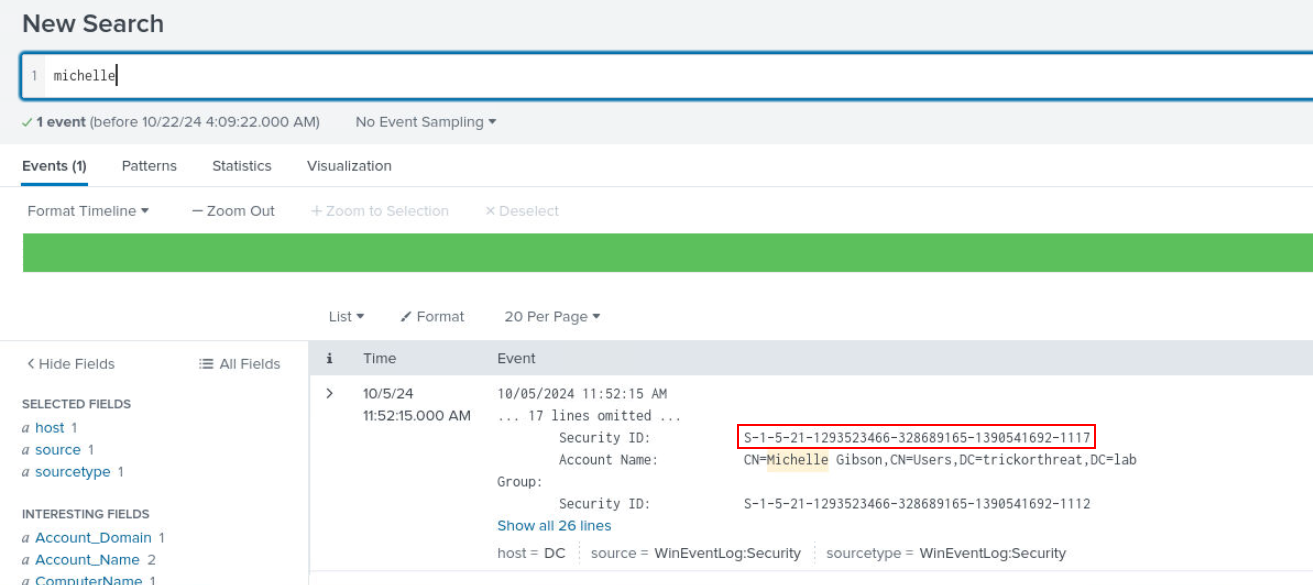 New Search
1 michelle
1 event (before 10/22/24 4:09:22.000 AM) No Event Sampling
Events (1) Patterns Statistics Visualization
Format Timeline — Zoom Out + Zoom to Selection × Deselect
List Format 20 Per Page
< Hide Fields All Fields i Time Event
SELECTED FIELDS
a host 1
a source 1
a sourcetype 1
INTERESTING FIELDS
a Account_Domain 1
a Account_Name 2
a ComputerName 1
> 10/5/24
11:52:15.000 AM
10/05/2024 11:52:15 AM
... 17 lines omitted ...
Security ID: S-1-5-21-1293523466-328689165-1390541692-1117
Account Name: CN=Michelle Gibson,CN=Users,DC=trickorthreat,DC=lab
Group:
Security ID: S-1-5-21-1293523466-328689165-1390541692-1112
Show all 26 lines
host = DC source = WinEventLog:Security sourcetype = WinEventLog:Security